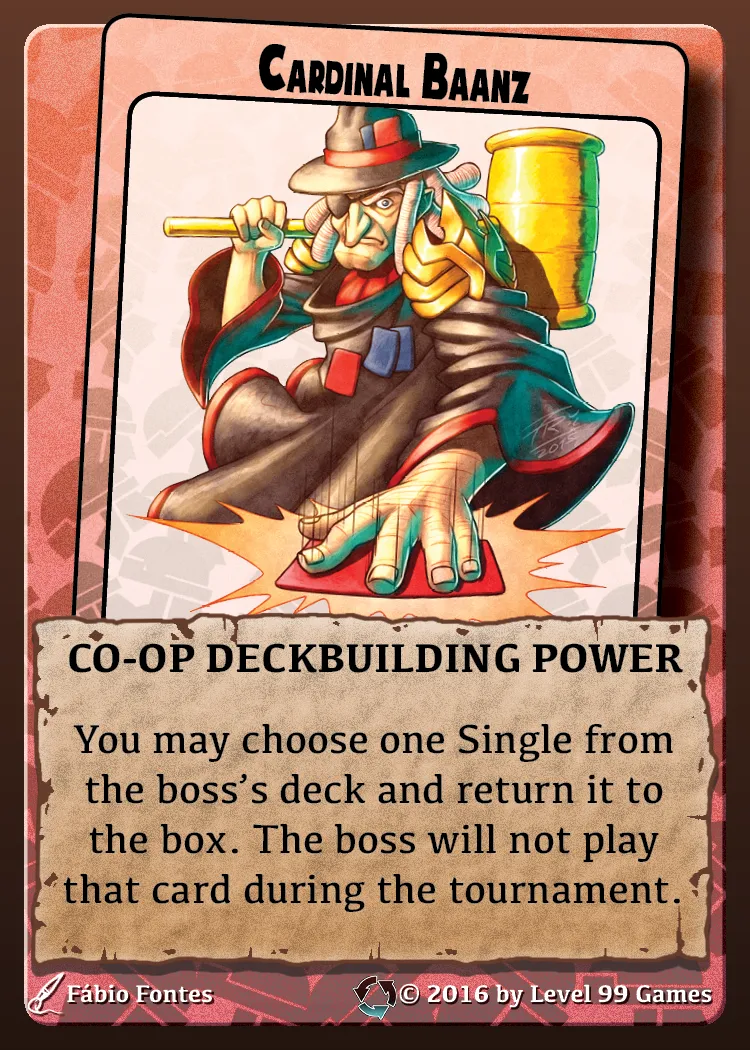 CARDINAL BAANZ
2015
CO-OP DECKBUILDING POWER
You may choose one Single from
the boss's deck and return it to
the box. The boss will not play
that card during the tournament.
Fábio Fontes © 2016 by Level 99 Games